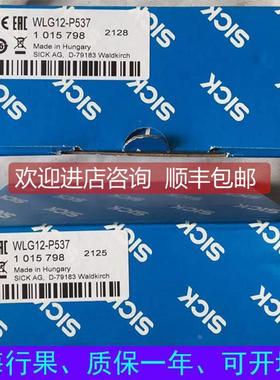 WLG12-P537
1 015 798 2128
Made in Hungary
SICK AG, D-79183 Waldkirch
SICK
欢迎进店咨询 顺丰包邮
WLG12-P537
1 015 798 2125
Made in Hungary
SICK AG, D-79183 Waldkirch
SICK
行果、质保一年、可开